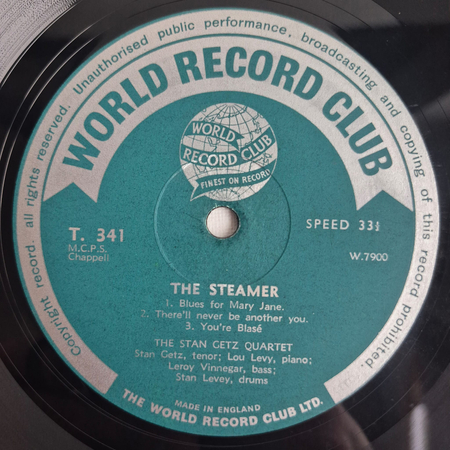 Copyright record. all rights reserved. Unauthorised public performance, broadcasting and copying of this record prohibited.
WORLD RECORD CLUB
WORLD
RECORD CLUB
FINEST ON RECORD
T. 341
M.C.P.S.
Chappell
SPEED 33⅓
W.7900
THE STEAMER
1. Blues for Mary Jane.
2. There'll never be another you.
3. You're Blasé
THE STAN GETZ QUARTET
Stan Getz, tenor; Lou Levy, piano;
Leroy Vinnegar, bass;
Stan Levey, drums
MADE IN ENGLAND
THE WORLD RECORD CLUB LTD.